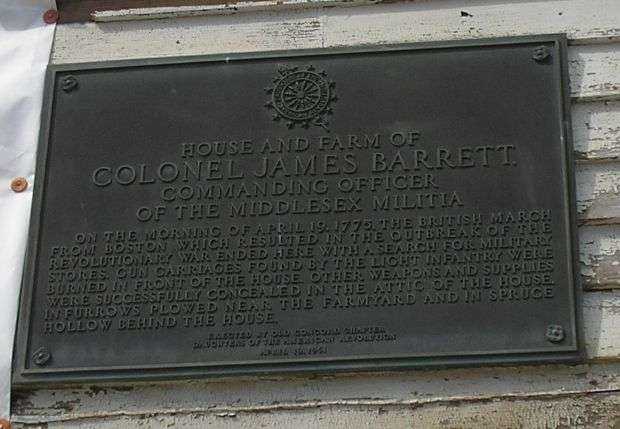 HOUSE AND FARM OF
COLONEL JAMES BARRETT
COMMANDING OFFICER
OF THE MIDDLESEX MILITIA
ON THE MORNING OF APRIL 19, 1775, THE BRITISH MARCH
FROM BOSTON WHICH RESULTED IN THE OUTBREAK OF THE
REVOLUTIONARY WAR ENDED HERE WITH A SEARCH FOR MILITARY
STORES. GUN CARRIAGES FOUND BY THE LIGHT INFANTRY WERE
BURNED IN FRONT OF THE HOUSE. OTHER WEAPONS AND SUPPLIES
WERE SUCCESSFULLY CONCEALED IN THE ATTIC OF THE HOUSE,
IN FURROWS PLOWED NEAR THE FARMYARD AND IN SPRUCE
HOLLOW BEHIND THE HOUSE.
ERECTED BY OLD CONCORD CHAPTER
DAUGHTERS OF THE AMERICAN REVOLUTION
APRIL 19, 1961